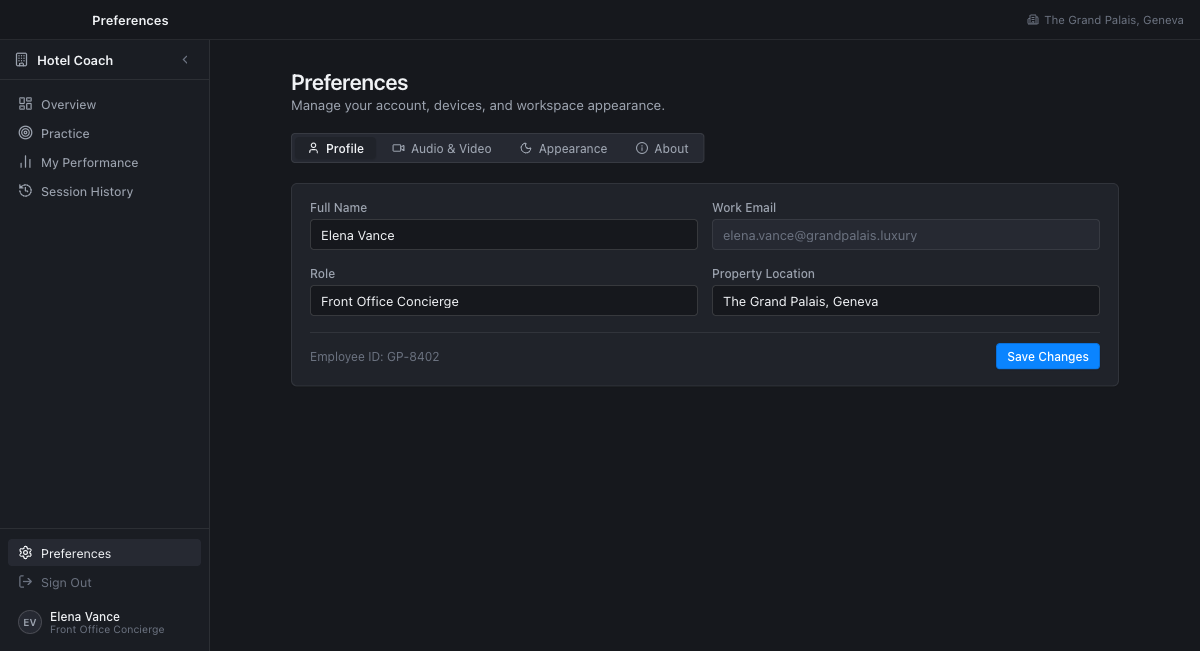 Preferences
The Grand Palais, Geneva
Hotel Coach
Overview
Practice
My Performance
Session History
Preferences
Sign Out
EV
Elena Vance
Front Office Concierge
Preferences
Manage your account, devices, and workspace appearance.
Profile
Audio & Video
Appearance
About
Full Name
Elena Vance
Work Email
elena.vance@grandpalais.luxury
Role
Front Office Concierge
Property Location
The Grand Palais, Geneva
Employee ID: GP-8402
Save Changes